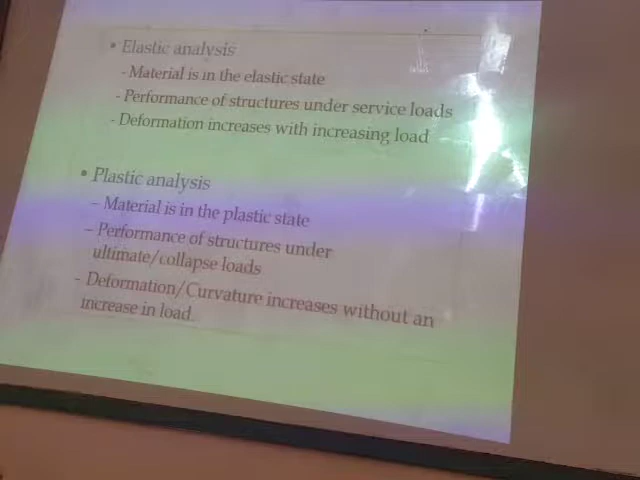 • Elastic analysis
- Material is in the elastic state
- Performance of structures under service loads
- Deformation increases with increasing load
• Plastic analysis
– Material is in the plastic state
– Performance of structures under
ultimate/collapse loads
- Deformation/Curvature increases without an
increase in load